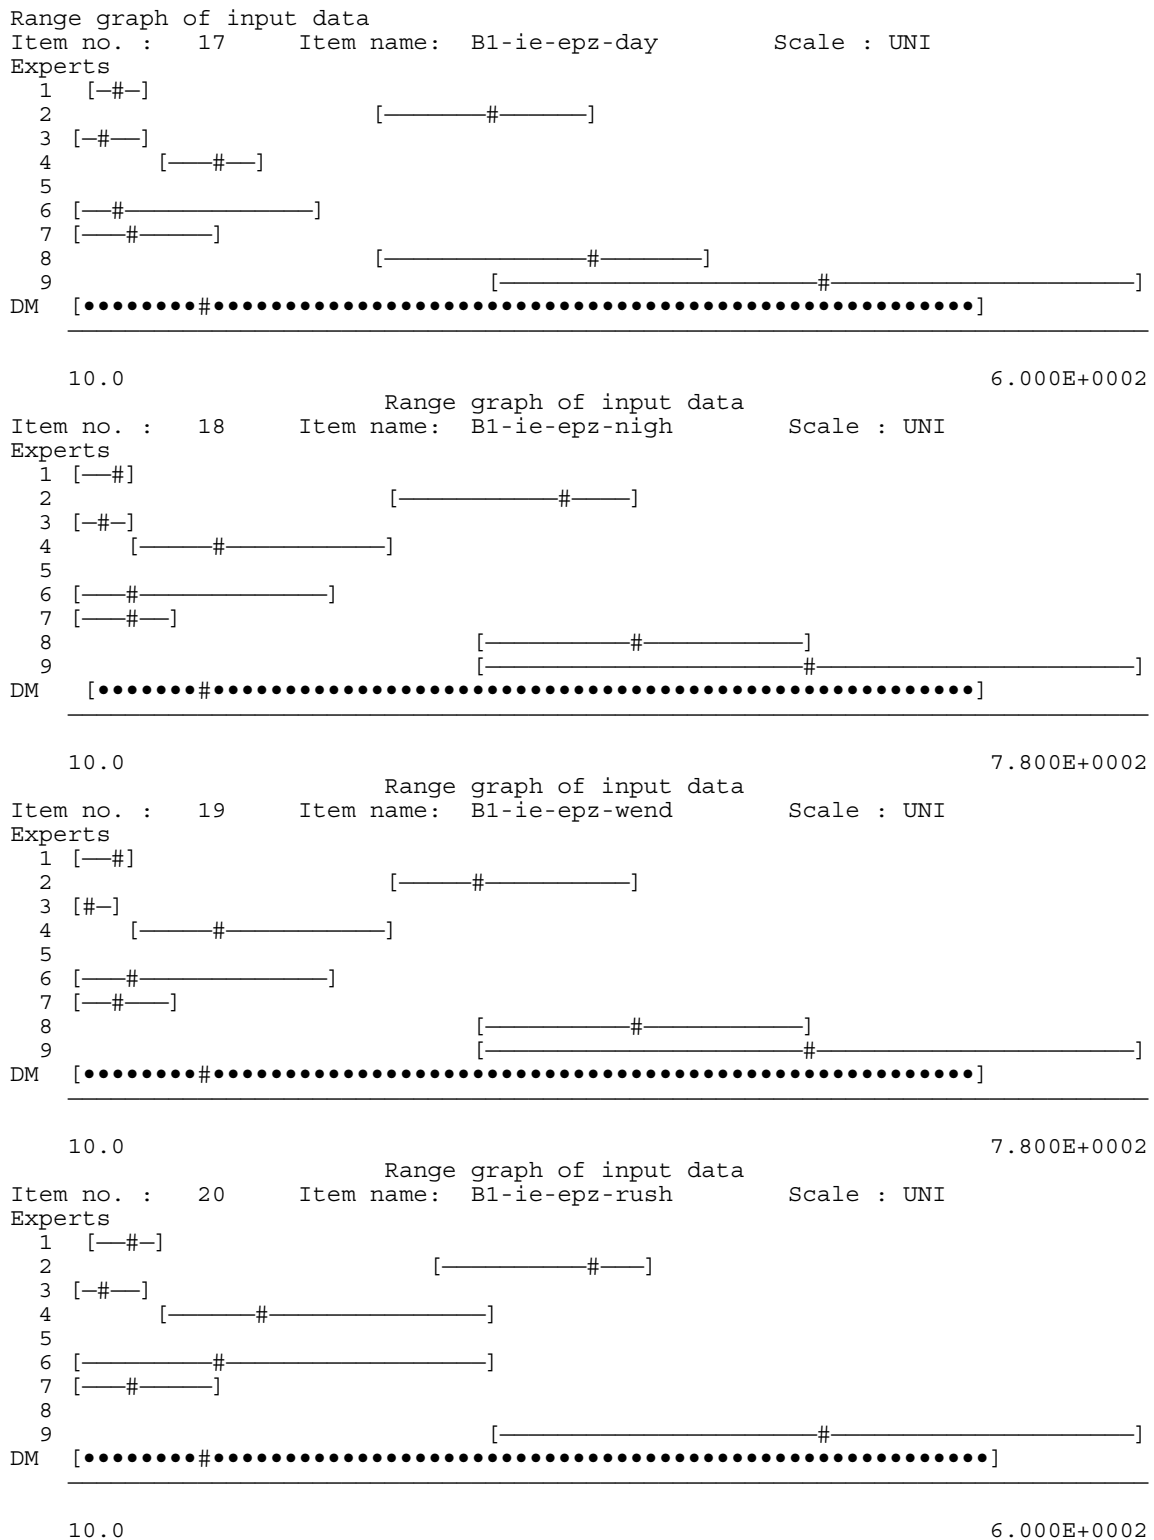 Range graph of input data
Item no. :   17     Item name:  B1-ie-epz-day        Scale : UNI
Experts
  1   [—#—]
  2                       [———————#——————]
  3  [—#——]
  4        [———#——]
  5
  6  [——#—————————————]
  7  [———#—————]
  8                       [——————————————#———————]
  9                               [——————————————————————#—————————————————————]
DM   [••••••••#•••••••••••••••••••••••••••••••••••••••••••••••••••••]
     10.0                                                            6.000E+0002
                          Range graph of input data
Item no. :   18     Item name:  B1-ie-epz-nigh        Scale : UNI
Experts
  1  [——#]
  2                        [———————————#————]
  3  [—#—]
  4      [—————#———————————]
  5
  6  [———#—————————————]
  7  [———#——]
  8                              [——————————#———————————]
  9                              [——————————————————————#——————————————————————]
DM    [•••••••#•••••••••••••••••••••••••••••••••••••••••••••••••••••]
     10.0                                                            7.800E+0002
                          Range graph of input data
Item no. :   19     Item name:  B1-ie-epz-wend        Scale : UNI
Experts
  1  [——#]
  2                        [—————#——————————]
  3  [#—]
  4      [—————#———————————]
  5
  6  [———#—————————————]
  7  [——#———]
  8                              [——————————#———————————]
  9                              [——————————————————————#——————————————————————]
DM   [••••••••#•••••••••••••••••••••••••••••••••••••••••••••••••••••]
     10.0                                                            7.800E+0002
                          Range graph of input data
Item no. :   20     Item name:  B1-ie-epz-rush        Scale : UNI
Experts
  1   [——#—]
  2                           [——————————#———]
  3  [—#——]
  4        [——————#———————————————]
  5
  6  [—————————#——————————————————]
  7  [———#—————]
  8
  9                               [——————————————————————#—————————————————————]
DM   [••••••••#••••••••••••••••••••••••••••••••••••••••••••••••••••••]
     10.0                                                            6.000E+0002